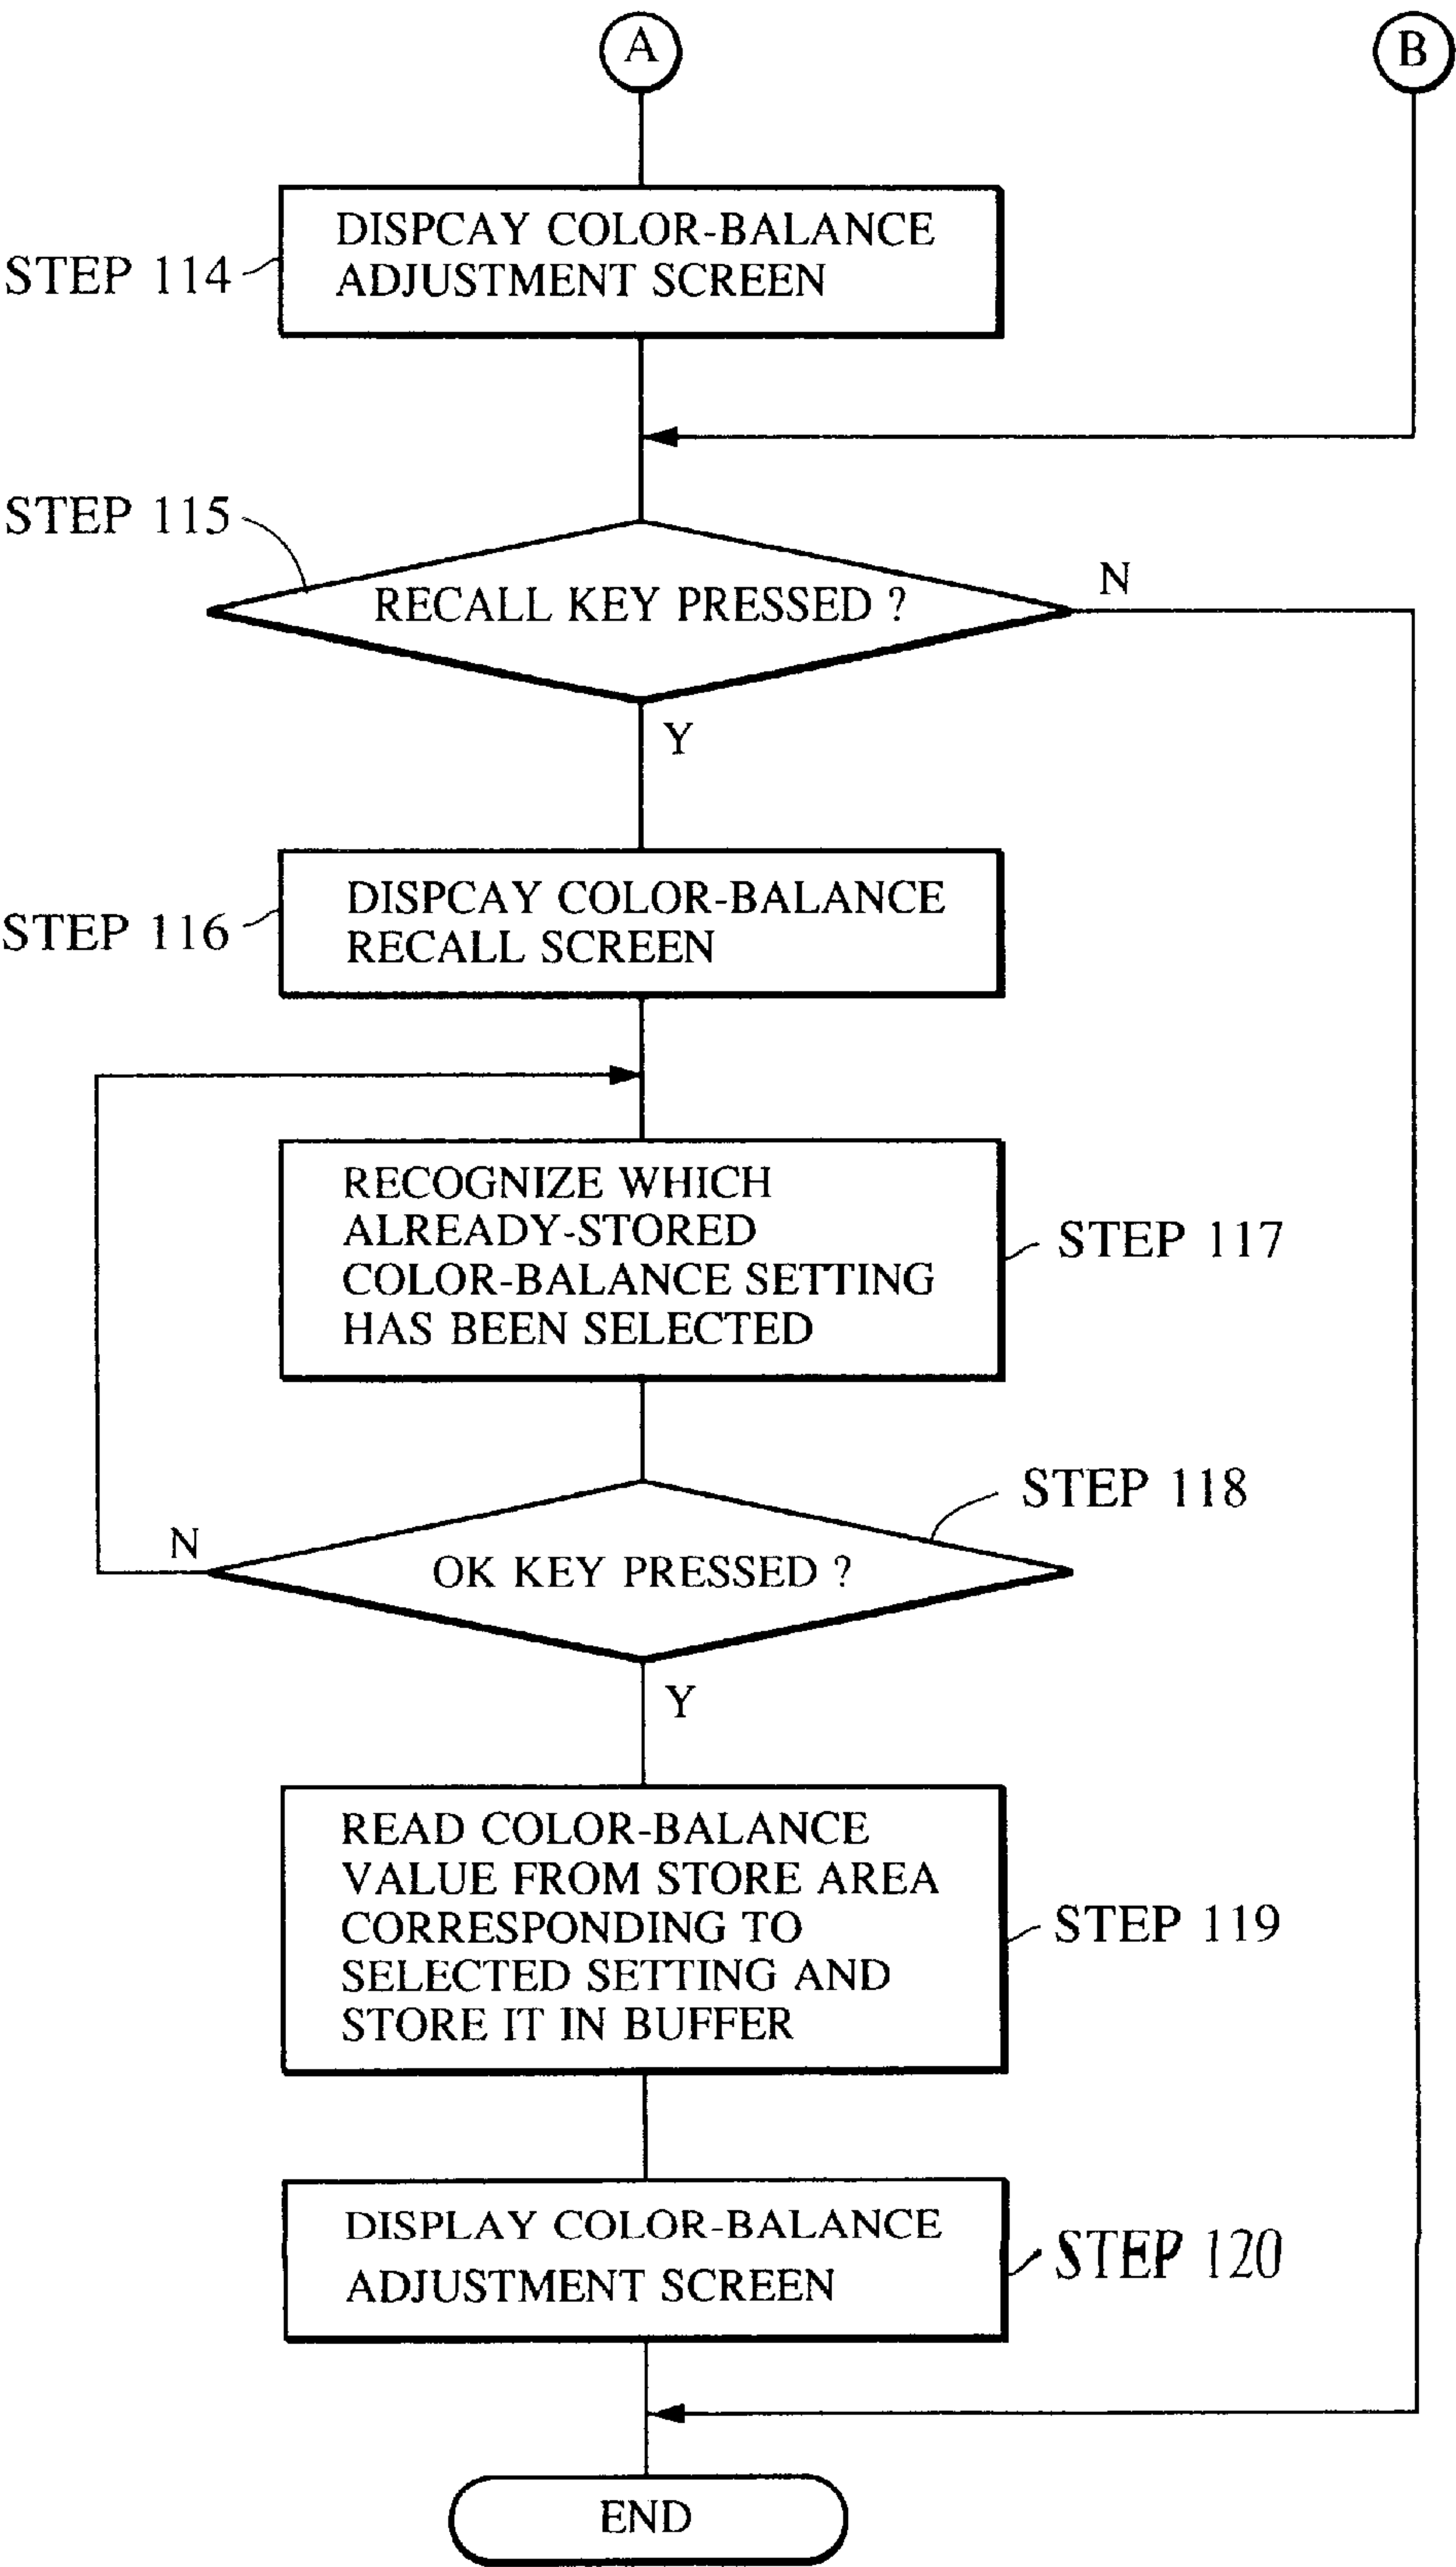 A
B
DISPCAY COLOR-BALANCE
ADJUSTMENT SCREEN
STEP 114
STEP 115
RECALL KEY PRESSED ?
N
Y
DISPCAY COLOR-BALANCE
RECALL SCREEN
STEP 116
RECOGNIZE WHICH
ALREADY-STORED
COLOR-BALANCE SETTING
HAS BEEN SELECTED
STEP 117
STEP 118
N
OK KEY PRESSED ?
Y
READ COLOR-BALANCE
VALUE FROM STORE AREA
CORRESPONDING TO
SELECTED SETTING AND
STORE IT IN BUFFER
STEP 119
DISPLAY COLOR-BALANCE
ADJUSTMENT SCREEN
STEP 120
END